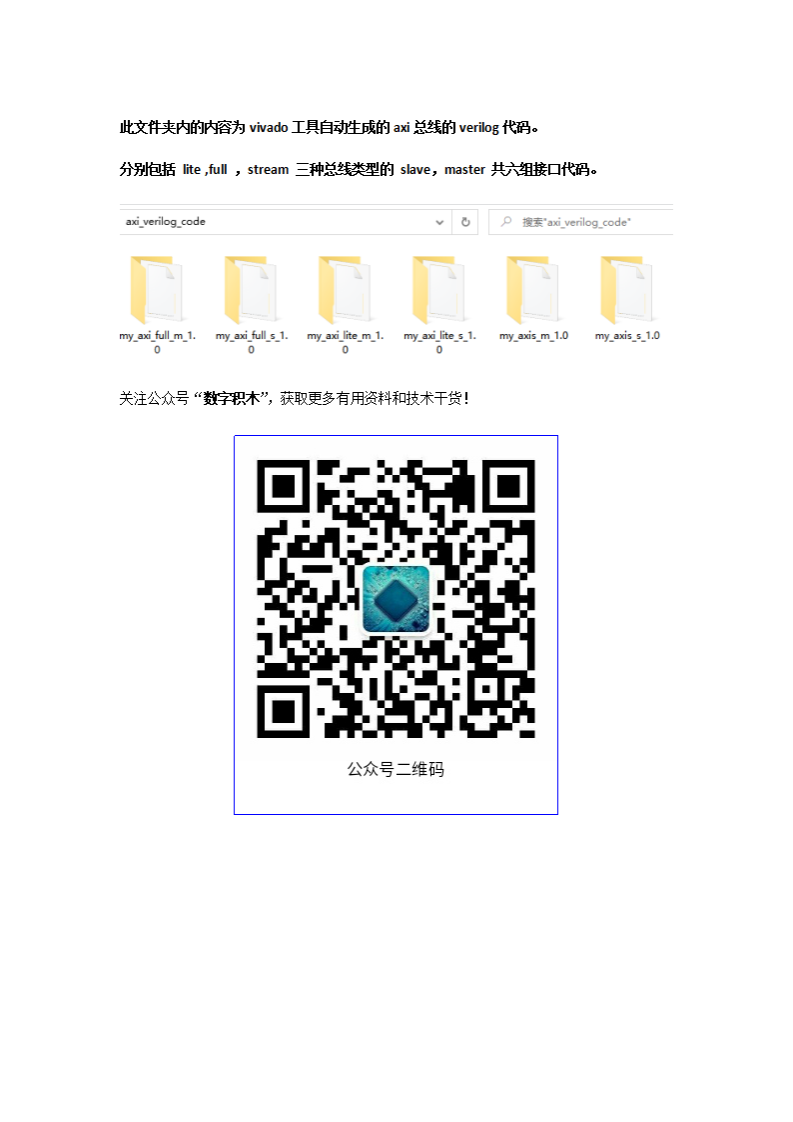 此文件夹内的内容为 vivado 工具自动生成的 axi 总线的 verilog 代码。
分别包括 lite ,full ，stream 三种总线类型的 slave，master 共六组接口代码。
axi_verilog_code
搜索"axi_verilog_code"
my_axi_full_m_1.0
my_axi_full_s_1.0
my_axi_lite_m_1.0
my_axi_lite_s_1.0
my_axis_m_1.0
my_axis_s_1.0
关注公众号“数字积木”，获取更多有用资料和技术干货！
公众号二维码